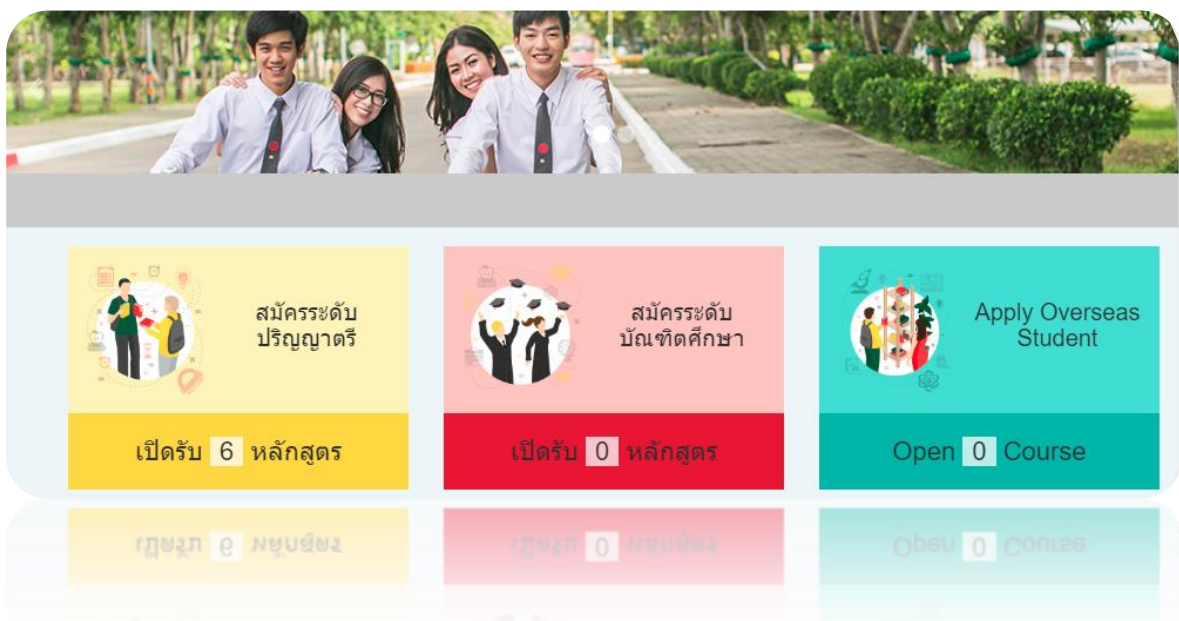 สมัครระดับ
ปริญญาตรี
สมัครระดับ
บัณฑิตศึกษา
Apply Overseas
Student
เปิดรับ 6 หลักสูตร
เปิดรับ 0 หลักสูตร
Open 0 Course